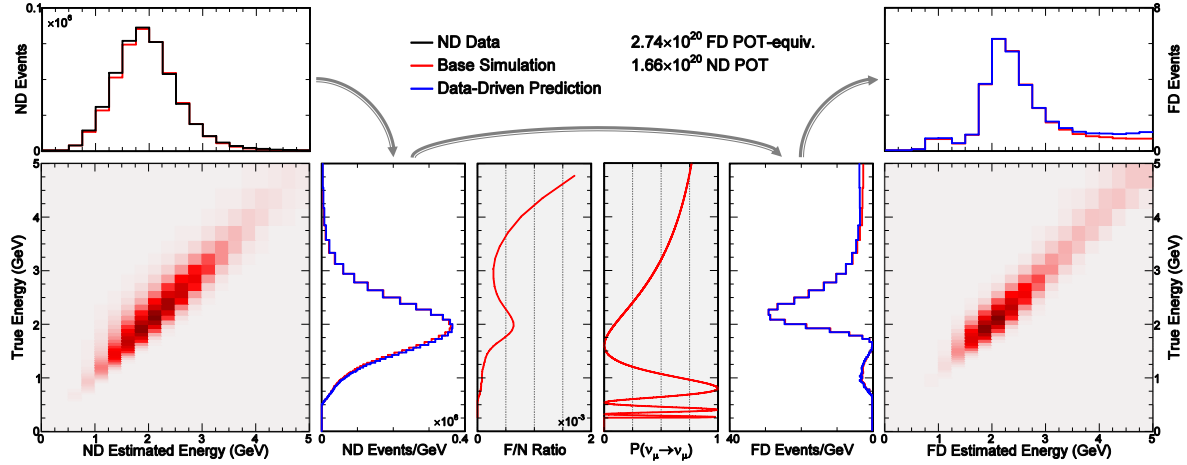 0.1
×10⁶
ND Events
0
ND Data
Base Simulation
Data-Driven Prediction
2.74×10²⁰ FD POT-equiv.
1.66×10²⁰ ND POT
8
4
0
FD Events
5
4
3
2
1
0
True Energy (GeV)
0 1 2 3 4 5
ND Estimated Energy (GeV)
×10⁶
0 0.4
ND Events/GeV
×10⁻³
0 2
F/N Ratio
0 1
P(νμ→νμ)
40 0
FD Events/GeV
0 1 2 3 4 5
FD Estimated Energy (GeV)
5
4
3
2
1
0
True Energy (GeV)